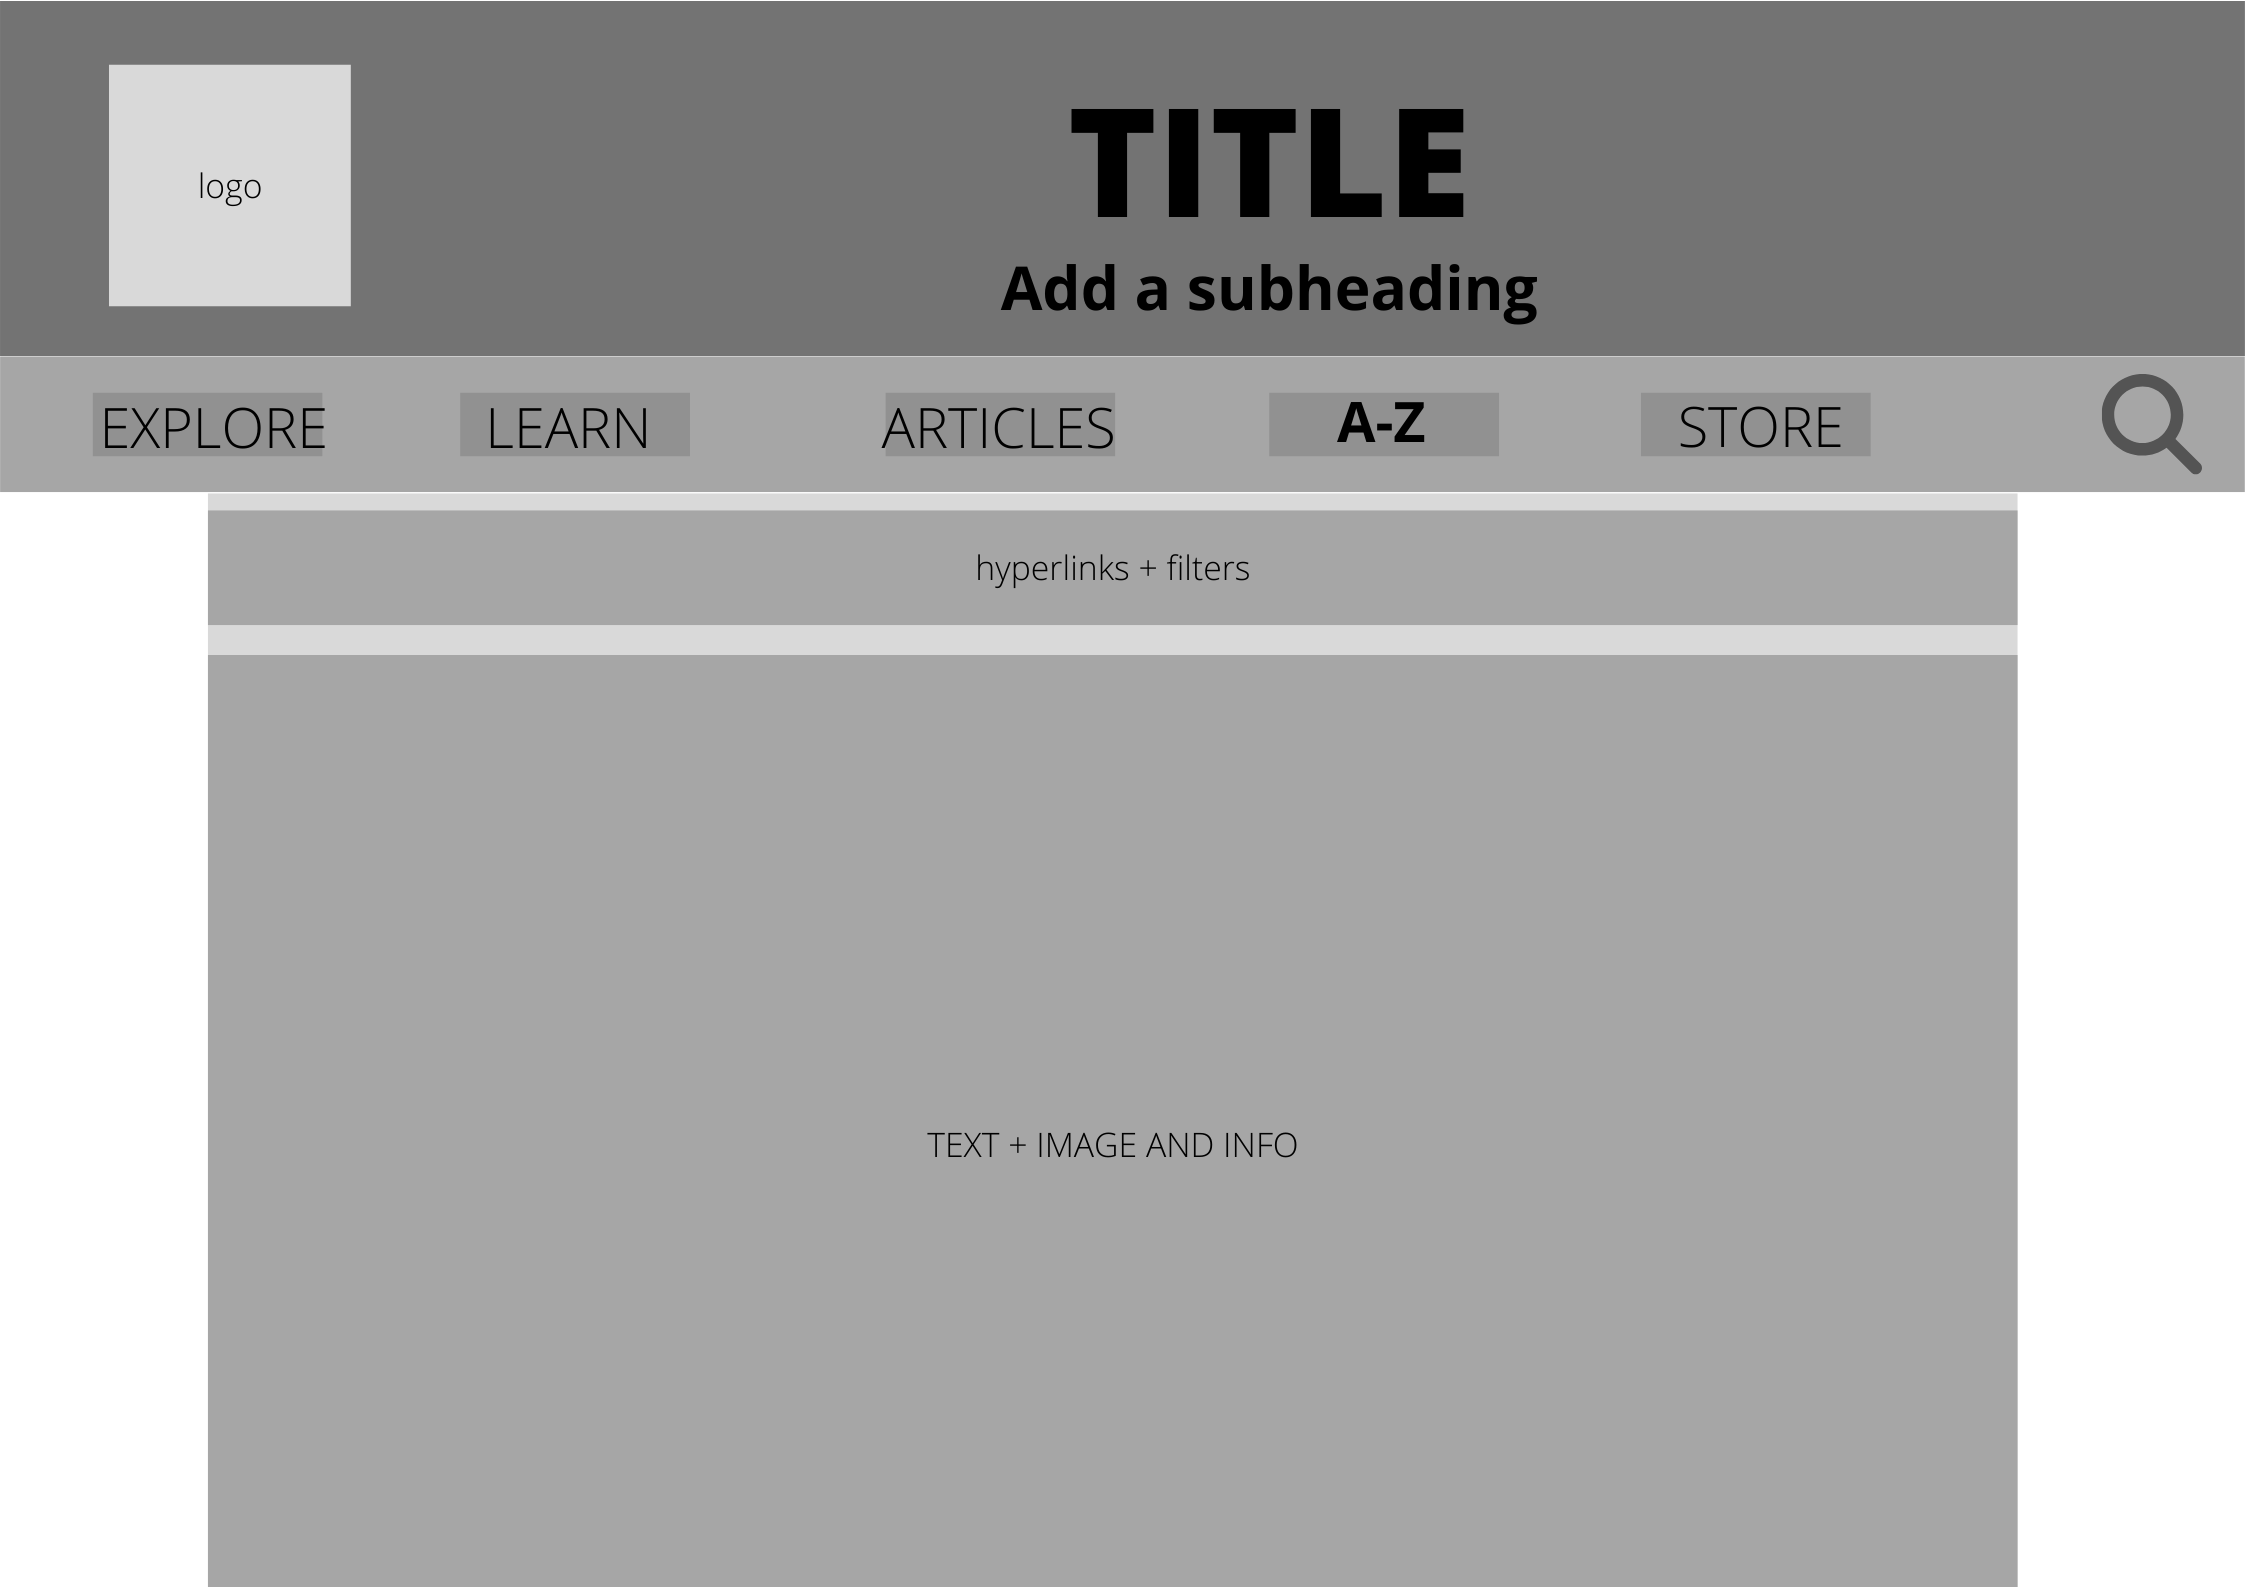 logo
TITLE
Add a subheading
EXPLORE LEARN ARTICLES A-Z STORE
hyperlinks + filters
TEXT + IMAGE AND INFO